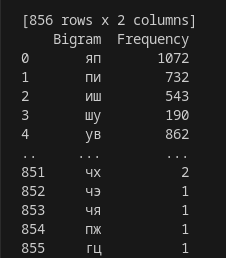 [856 rows x 2 columns]
Bigram Frequency
0 яп 1072
1 пи 732
2 иш 543
3 шу 190
4 ув 862
.. ... ...
851 чх 2
852 чэ 1
853 чя 1
854 пж 1
855 гц 1